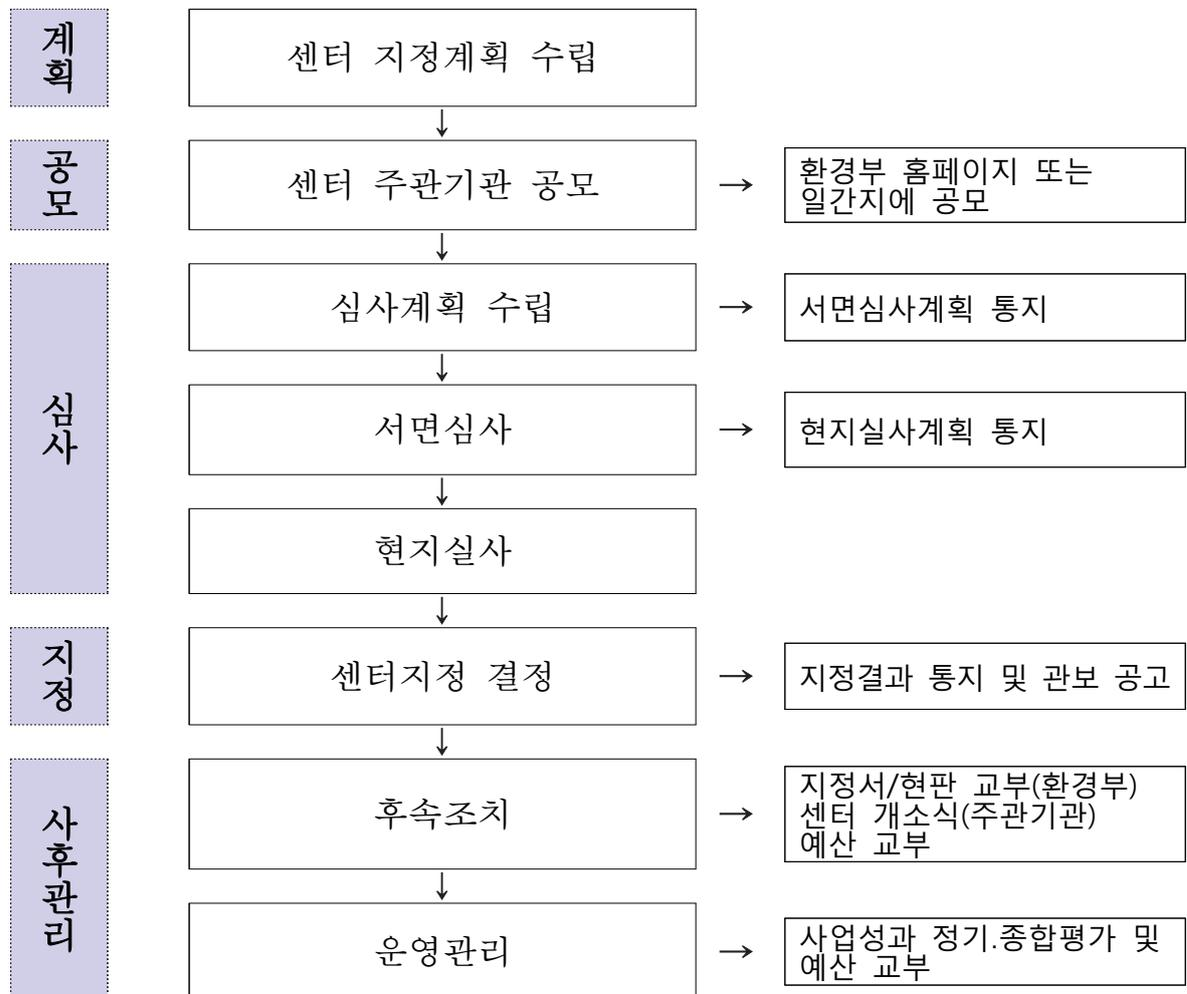 계획
센터 지정계획 수립
공모
센터 주관기관 공모
환경부 홈페이지 또는
일간지에 공모
심사
심사계획 수립
서면심사계획 통지
서면심사
현지실사계획 통지
현지실사
지정
센터지정 결정
지정결과 통지 및 관보 공고
사후관리
후속조치
지정서/현판 교부(환경부)
센터 개소식(주관기관)
예산 교부
운영관리
사업성과 정기.종합평가 및
예산 교부